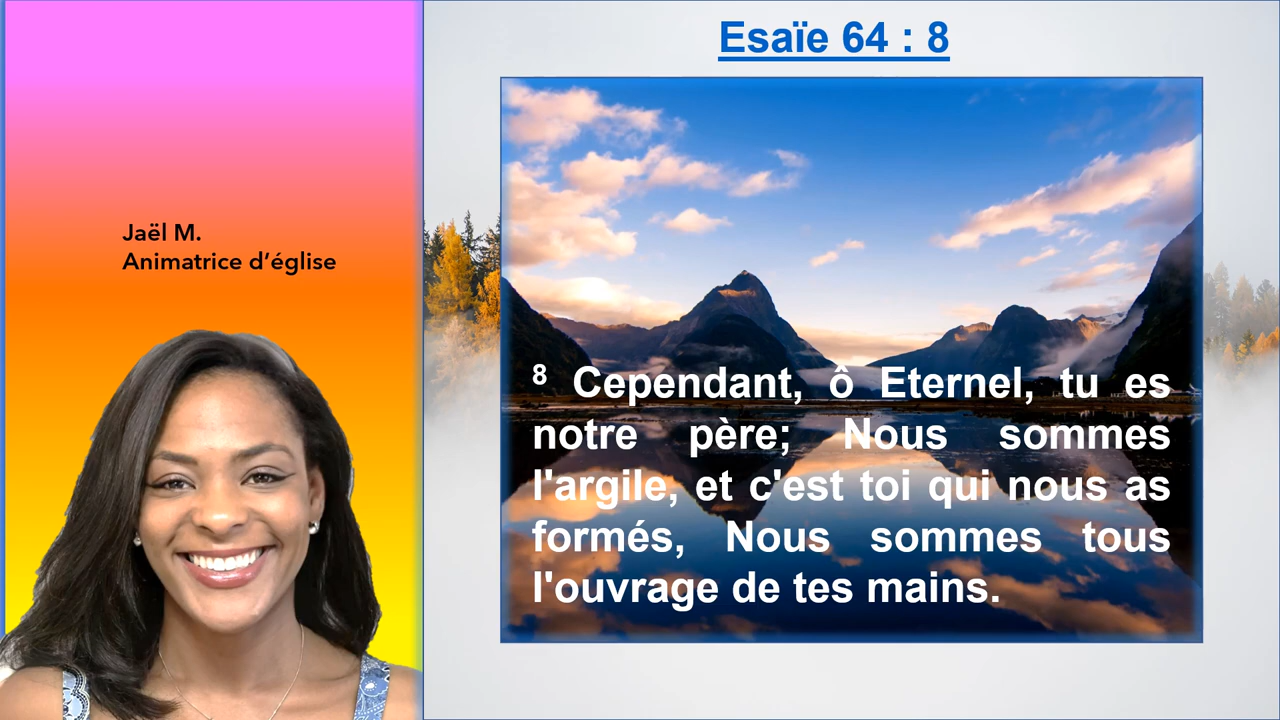 Esaïe 64 : 8
Jaël M.
Animatrice d’église
8 Cependant, ô Eternel, tu es
notre père; Nous sommes
l'argile, et c'est toi qui nous as
formés, Nous sommes tous
l'ouvrage de tes mains.